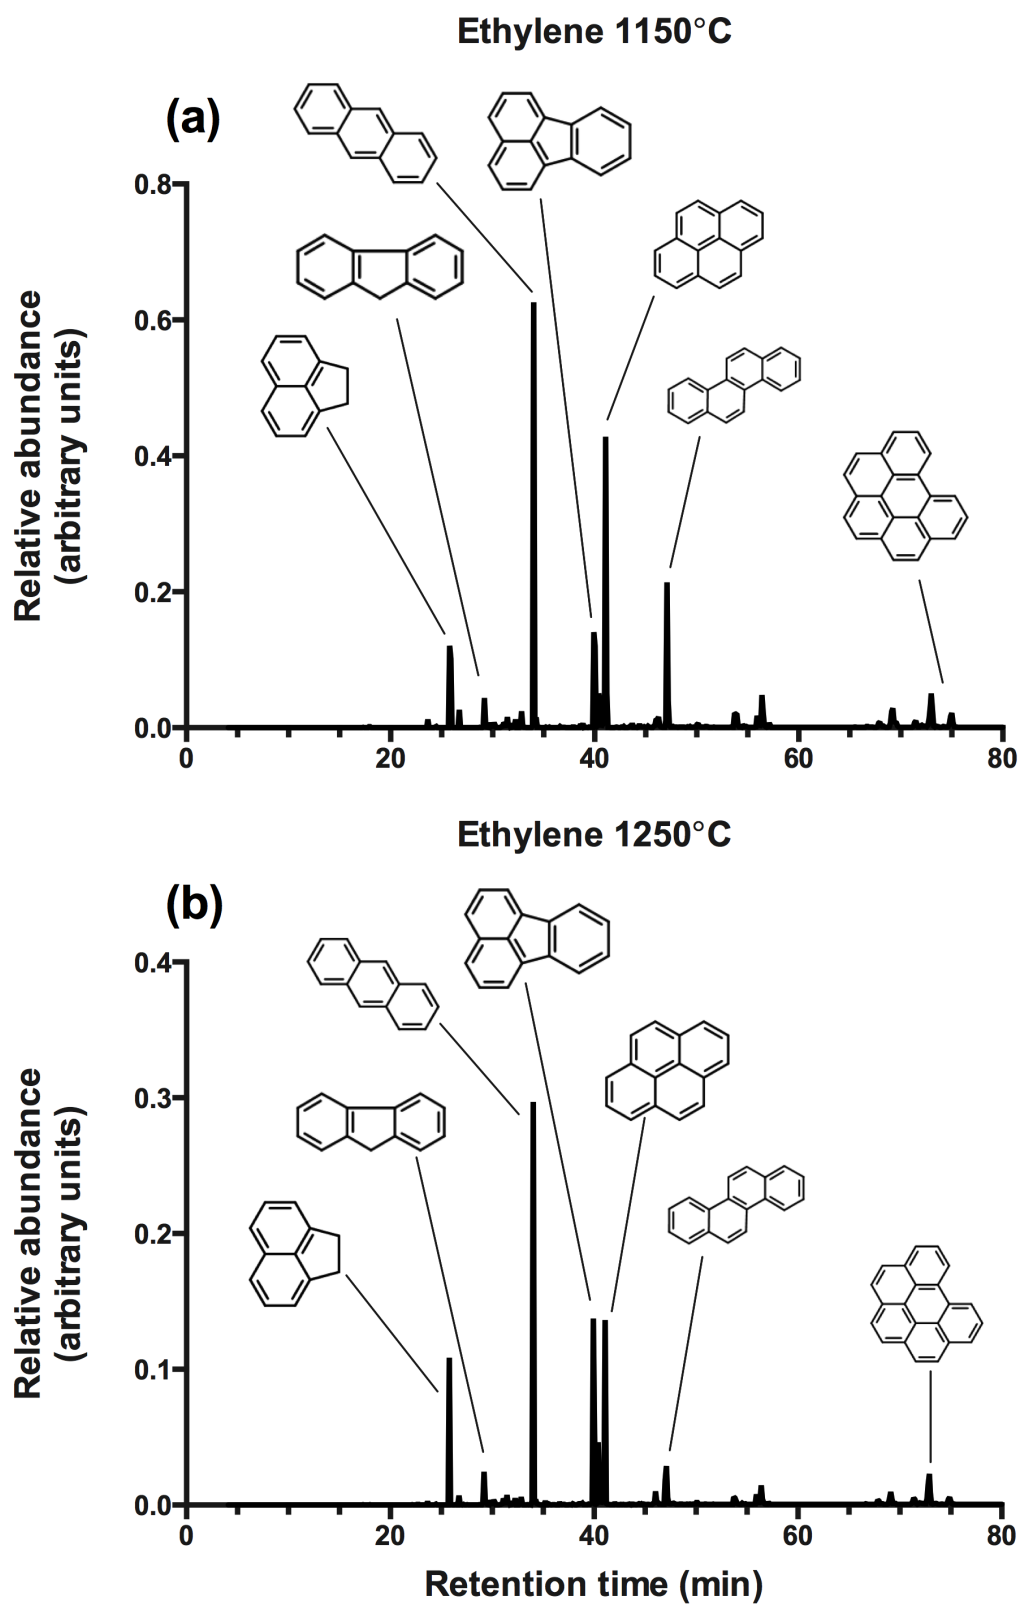 Ethylene 1150°C
(a)
Relative abundance
(arbitrary units)
0.8
0.6
0.4
0.2
0.0
0 20 40 60 80
Ethylene 1250°C
(b)
Relative abundance
(arbitrary units)
0.4
0.3
0.2
0.1
0.0
0 20 40 60 80
Retention time (min)